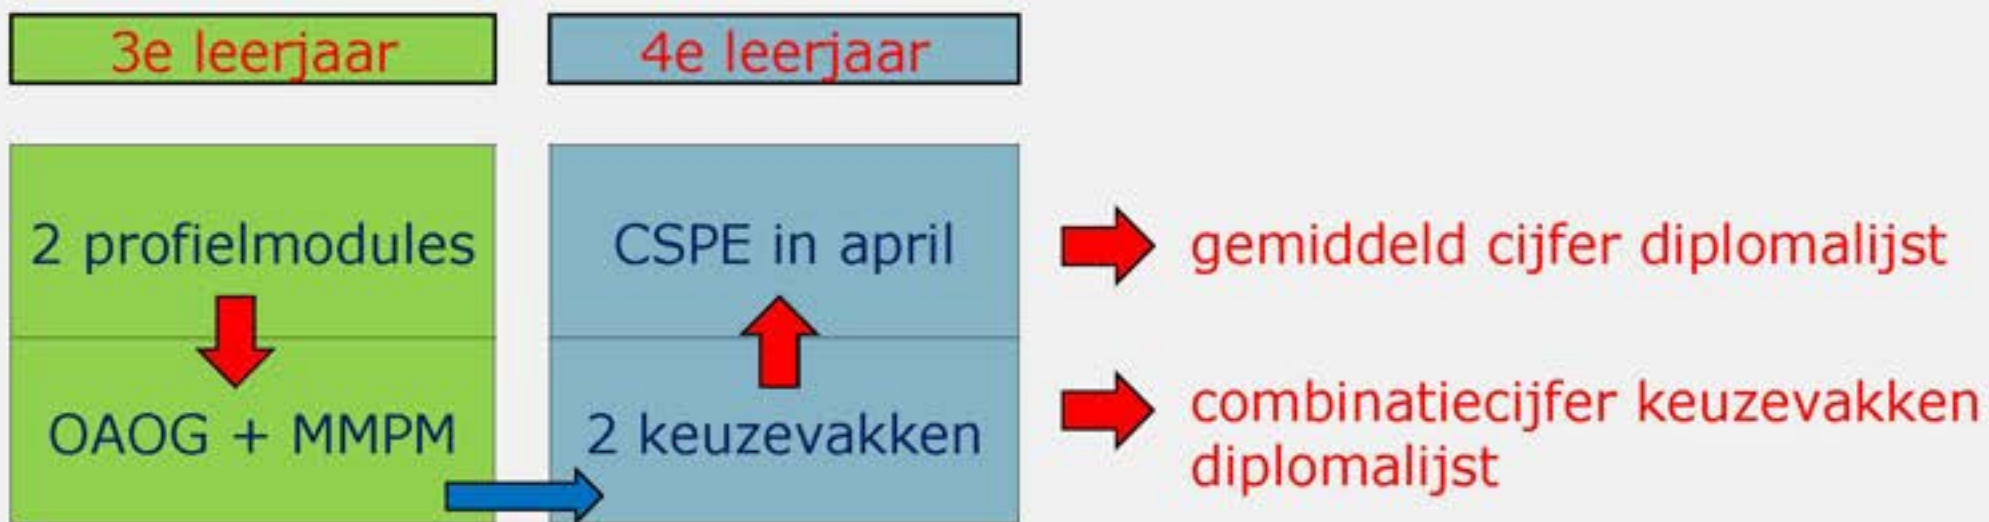 3e leerjaar
4e leerjaar
2 profielmodules
CSPE in april
gemiddeld cijfer diplomalijst
OAOG + MMPM
2 keuzevakken
combinatiecijfer keuzevakken
diplomalijst